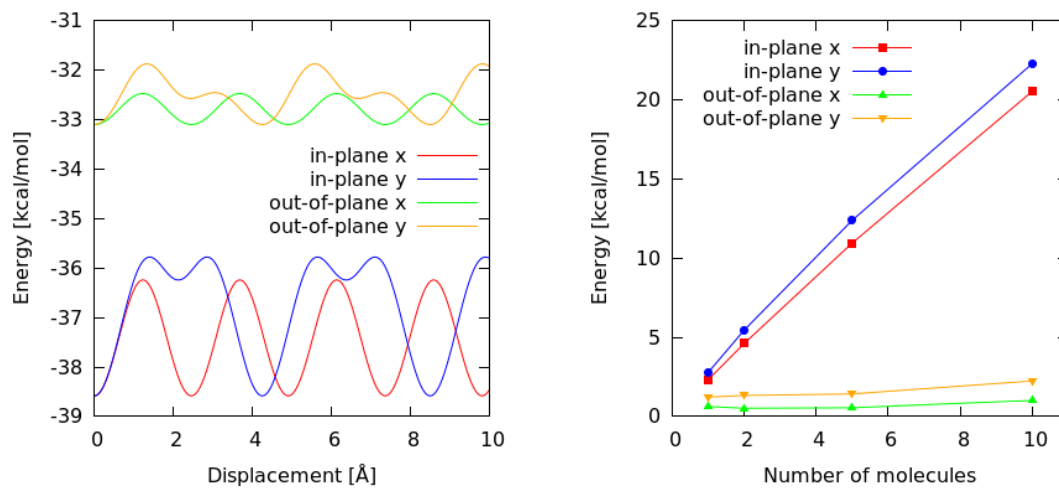 -31
-32
-33
-34
-35
-36
-37
-38
-39
Energy [kcal/mol]
in-plane x
in-plane y
out-of-plane x
out-of-plane y
0 2 4 6 8 10
Displacement [Å]
25
20
15
10
5
0
Energy [kcal/mol]
in-plane x
in-plane y
out-of-plane x
out-of-plane y
0 2 4 6 8 10
Number of molecules